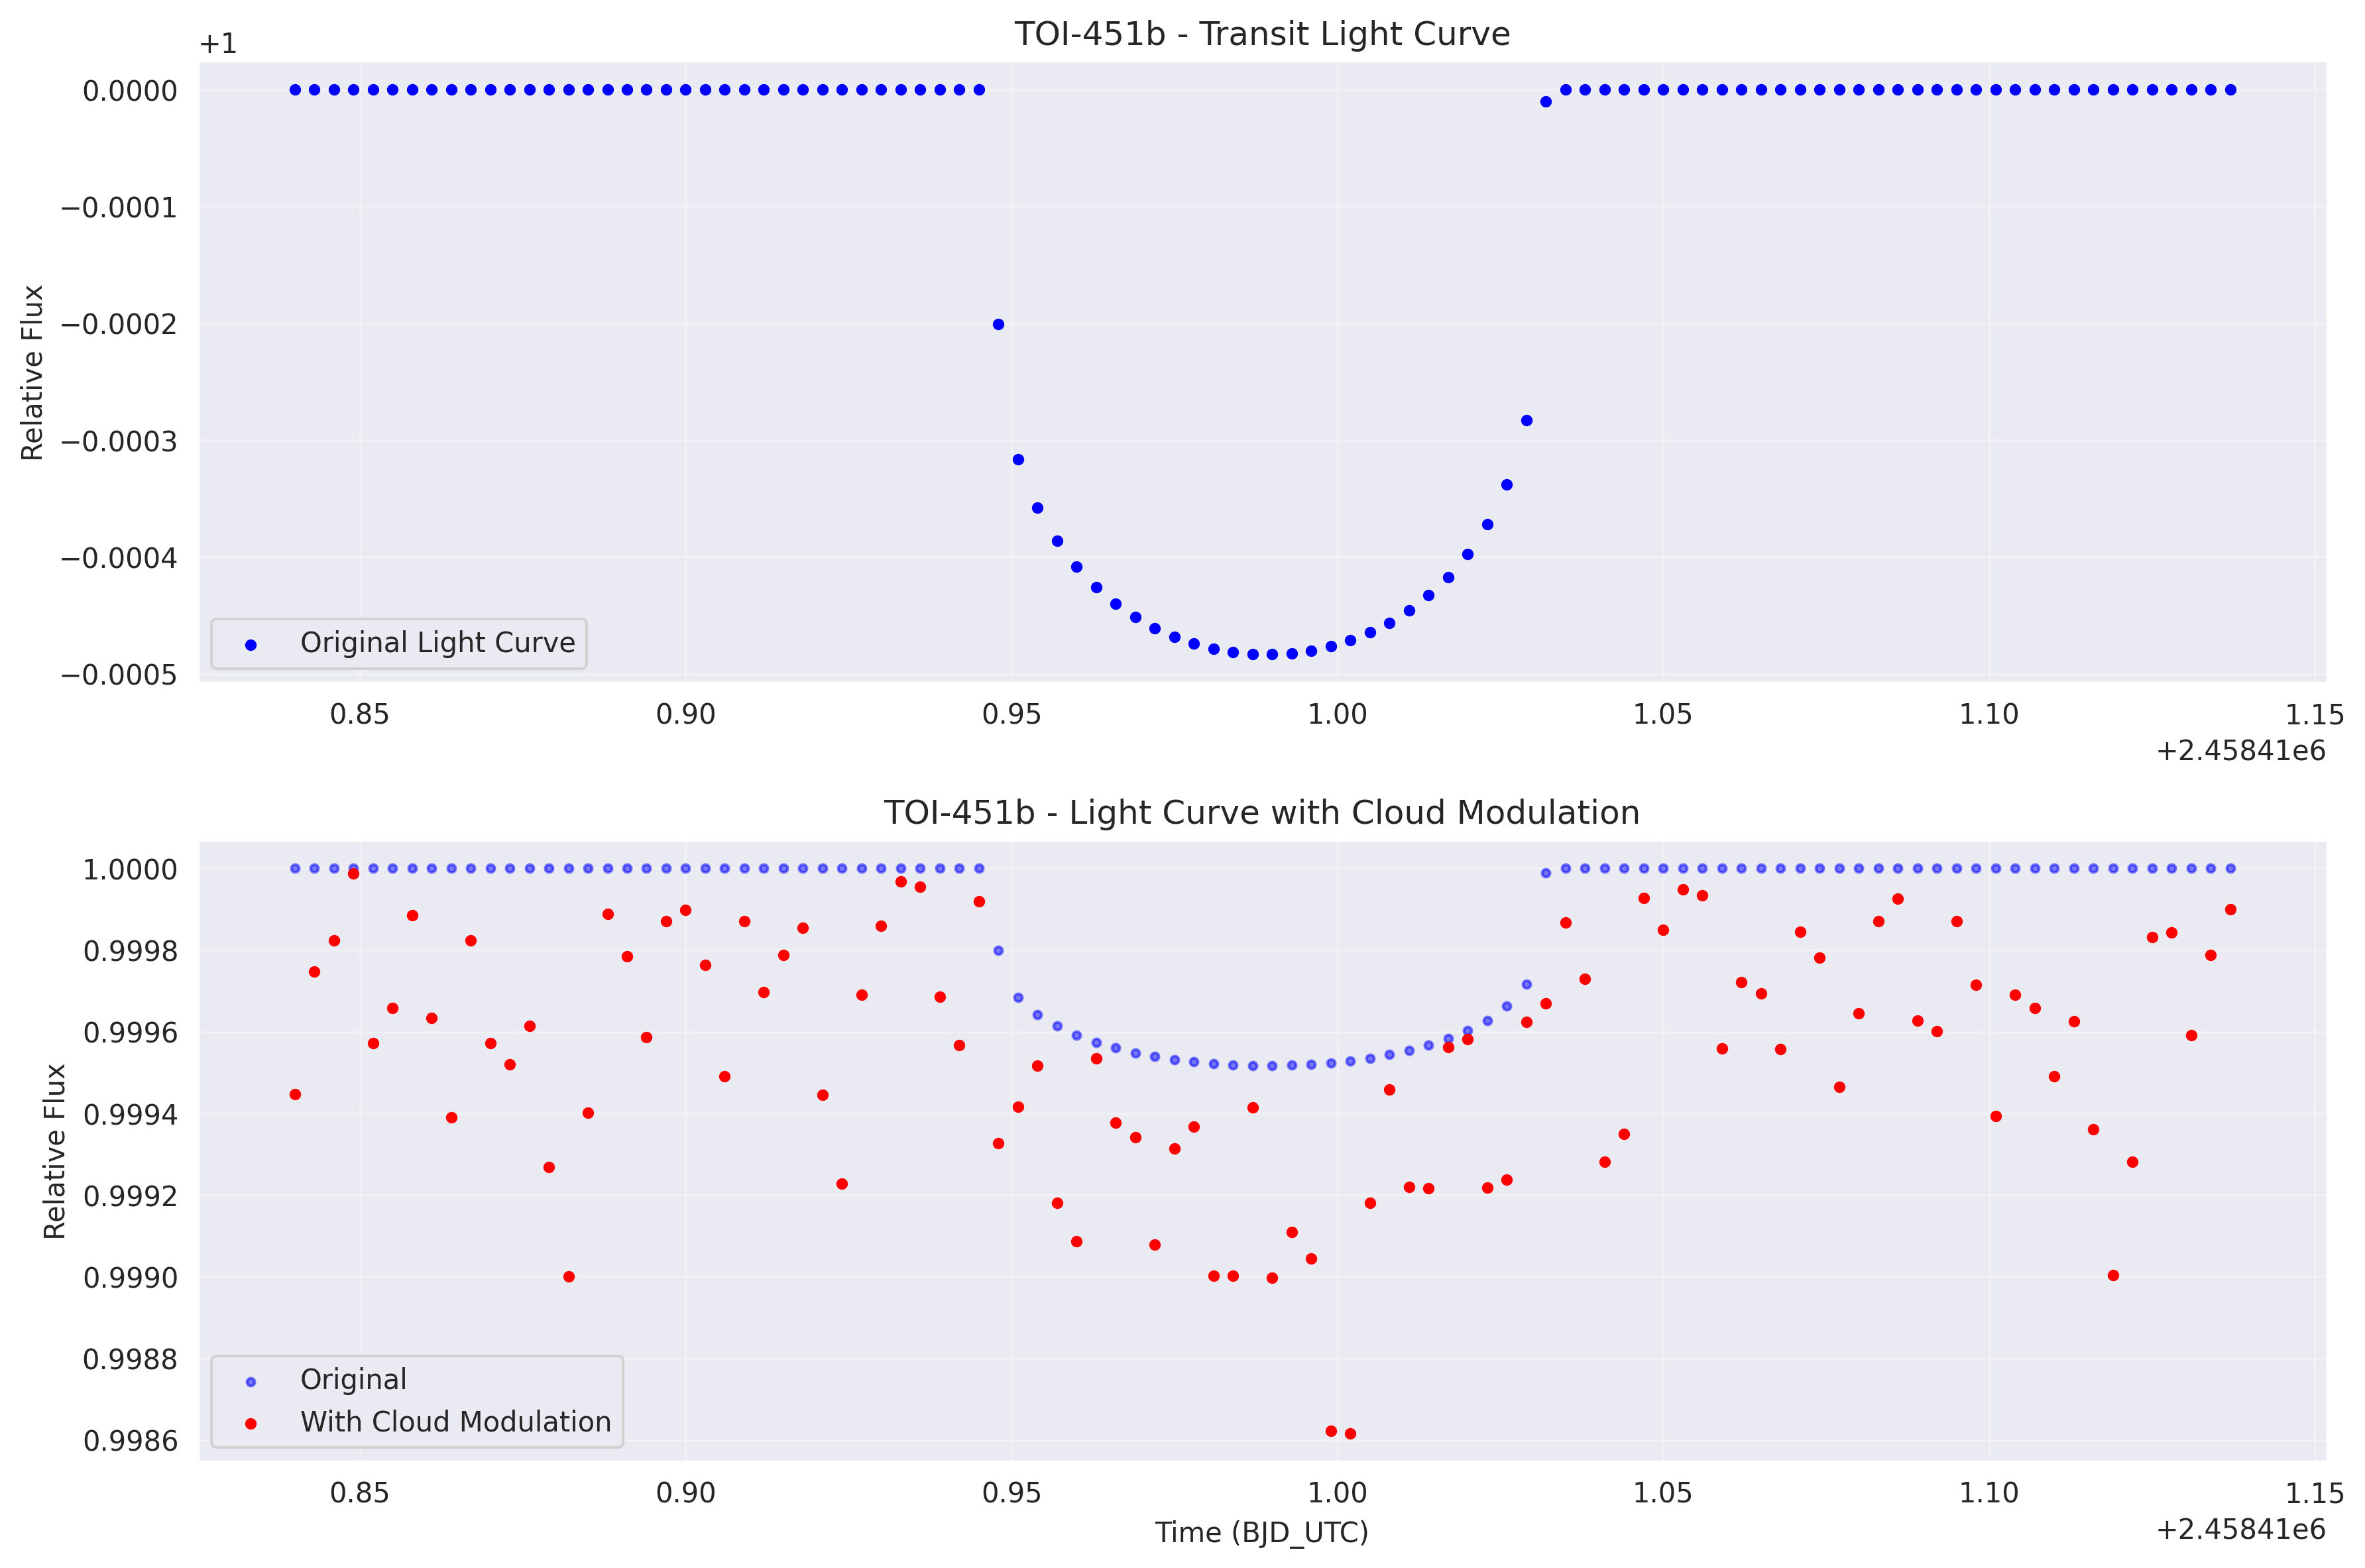 TOI-451b - Transit Light Curve
+1
0.0000
−0.0001
−0.0002
−0.0003
−0.0004
−0.0005
Relative Flux
Original Light Curve
0.85 0.90 0.95 1.00 1.05 1.10 1.15
+2.45841e6
TOI-451b - Light Curve with Cloud Modulation
1.0000
0.9998
0.9996
0.9994
0.9992
0.9990
0.9988
0.9986
Relative Flux
Original
With Cloud Modulation
0.85 0.90 0.95 1.00 1.05 1.10 1.15
Time (BJD_UTC)
+2.45841e6